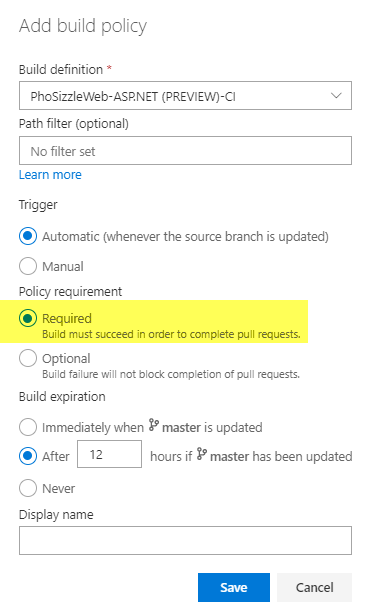 Add build policy
Build definition *
PhoSizzleWeb-ASP.NET (PREVIEW)-CI
Path filter (optional)
No filter set
Learn more
Trigger
Automatic (whenever the source branch is updated)
Manual
Policy requirement
Required
Build must succeed in order to complete pull requests.
Optional
Build failure will not block completion of pull requests.
Build expiration
Immediately when master is updated
After 12 hours if master has been updated
Never
Display name
Save Cancel